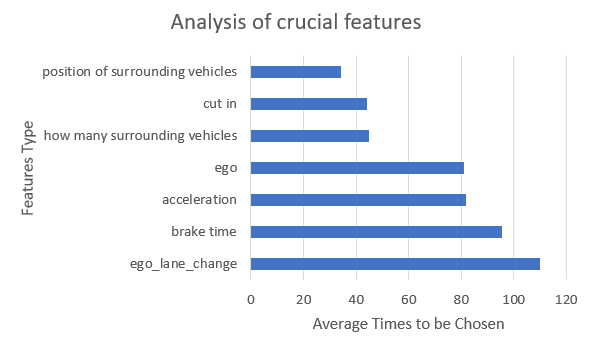 Analysis of crucial features
Features Type
position of surrounding vehicles
cut in
how many surrounding vehicles
ego
acceleration
brake time
ego_lane_change
0 20 40 60 80 100 120
Average Times to be Chosen